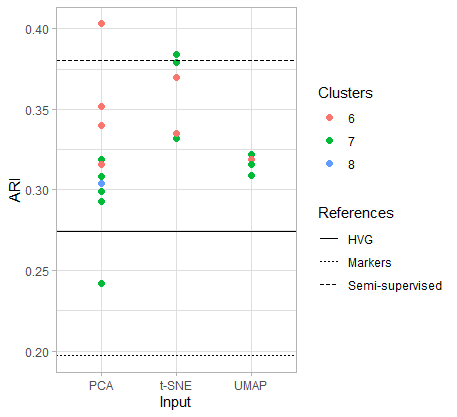 0.40
0.35
0.30
0.25
0.20
ARI
PCA
t-SNE
UMAP
Input
Clusters
6
7
8
References
HVG
Markers
Semi-supervised